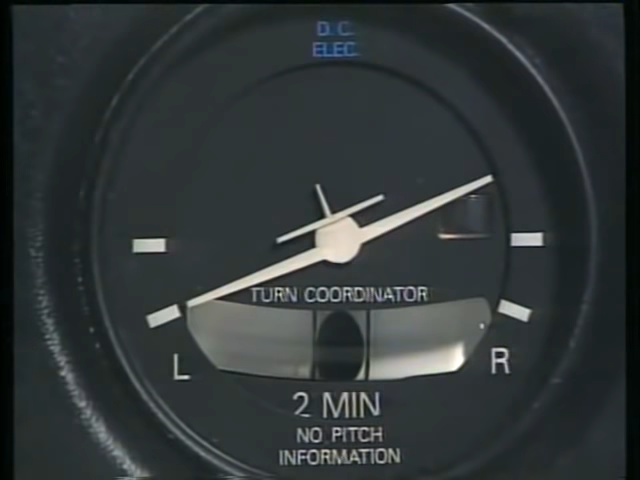 D.C.
ELEC.
TURN COORDINATOR
L
R
2 MIN
NO PITCH
INFORMATION